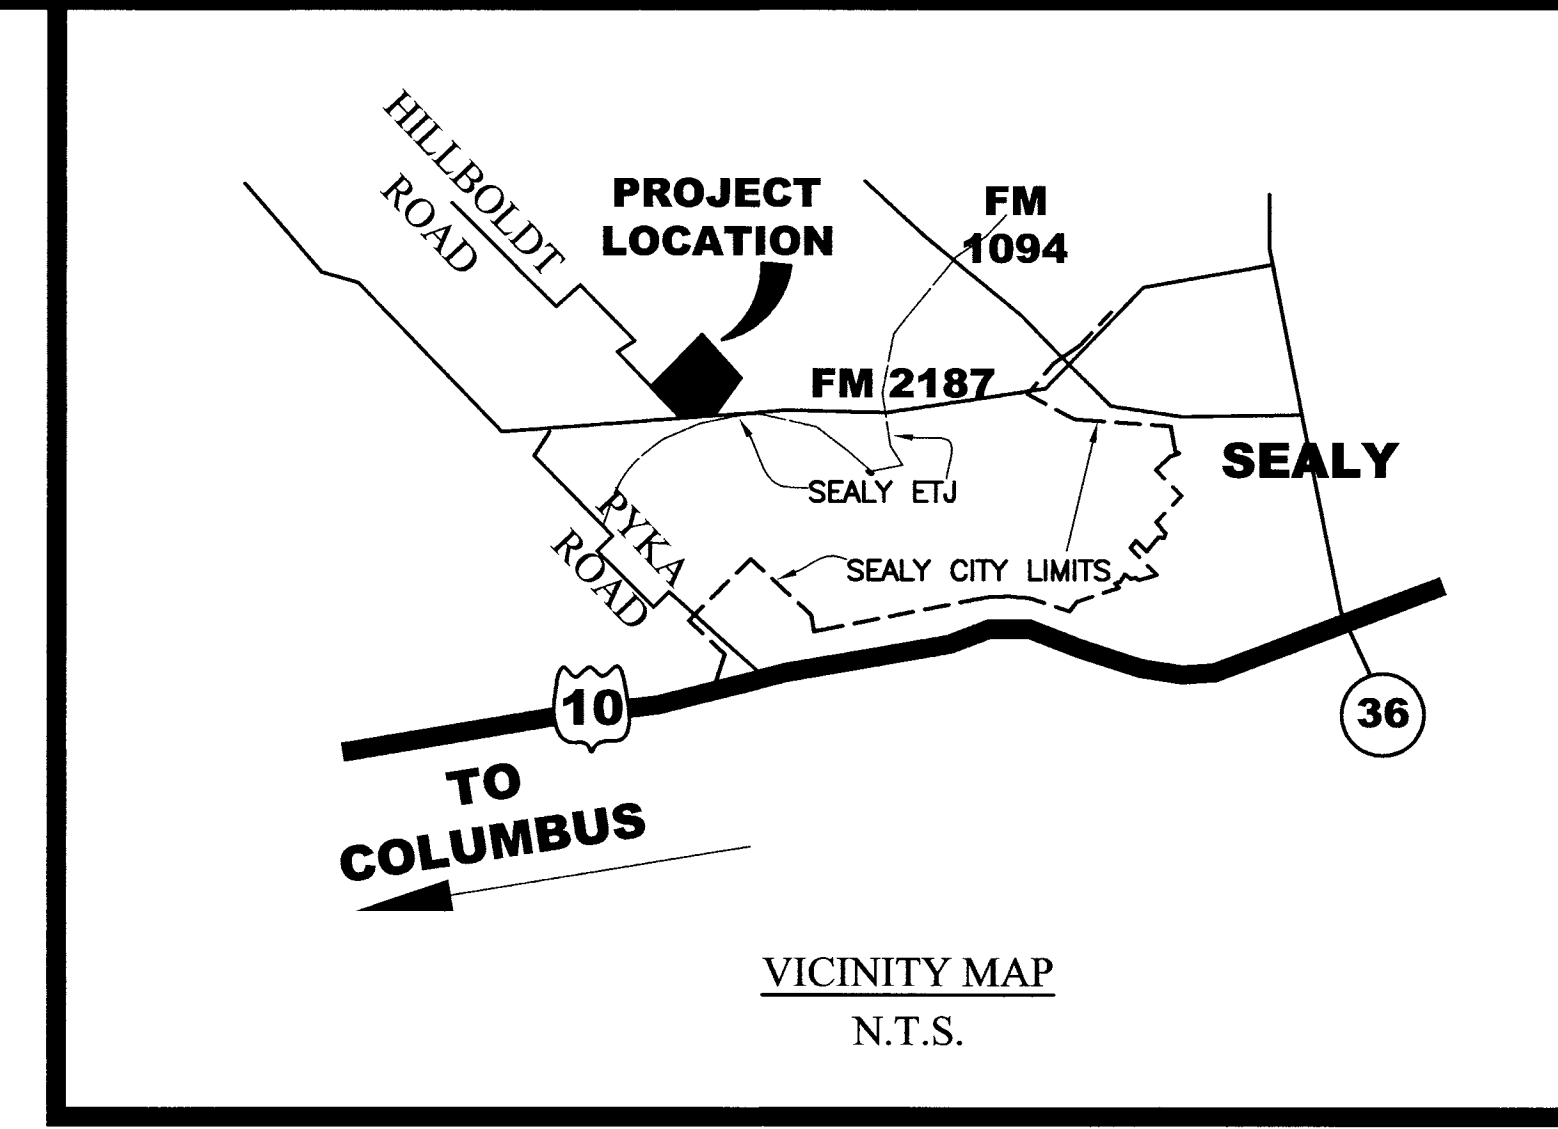 HILLBOLDT
ROAD
PROJECT
LOCATION
FM
1094
FM 2187
SEALY
SEALY ETJ
PYKA
ROAD
SEALY CITY LIMITS
10
36
TO
COLUMBUS
VICINITY MAP
N.T.S.